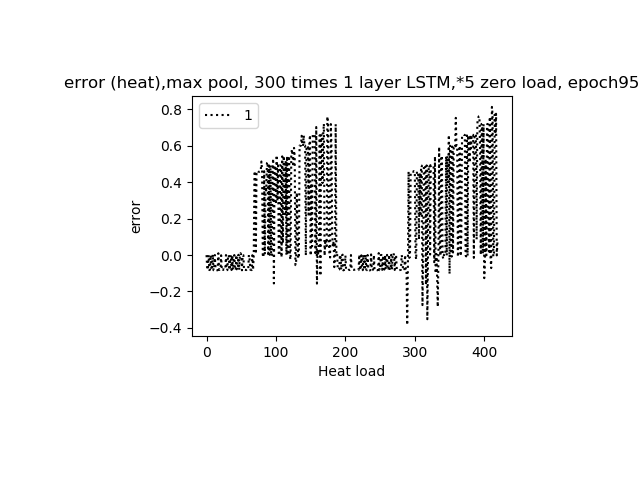 error (heat),max pool, 300 times 1 layer LSTM,*5 zero load, epoch95
1
error
0.8
0.6
0.4
0.2
0.0
−0.2
−0.4
0 100 200 300 400
Heat load